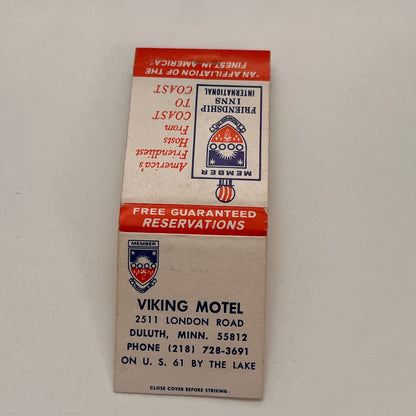 "AN AFFILIATION OF THE
FINEST IN AMERICA"
FRIENDSHIP
INNS
INTERNATIONAL
MEMBER
America's
Friendliest
Hosts
From
COAST
TO
COAST
FREE GUARANTEED
RESERVATIONS
MEMBER
VIKING MOTEL
2511 LONDON ROAD
DULUTH, MINN. 55812
PHONE (218) 728-3691
ON U. S. 61 BY THE LAKE
CLOSE COVER BEFORE STRIKING